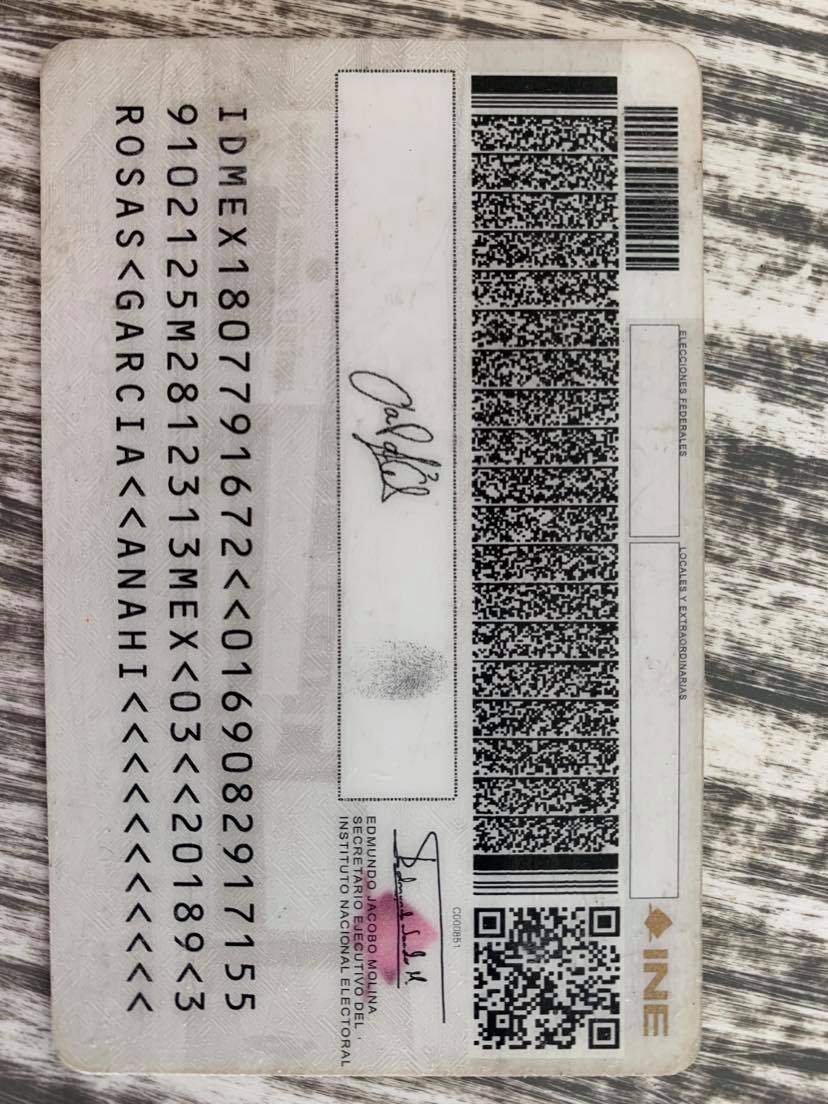 ELECCIONES FEDERALES
LOCALES Y EXTRAORDINARIAS
INE
C000851
EDMUNDO JACOBO MOLINA
SECRETARIO EJECUTIVO DEL
INSTITUTO NACIONAL ELECTORAL
IDMEX1807791672<<0169082917155
9102125M2812313MEX<03<<20189<3
ROSAS<GARCIA<<ANAHI<<<<<<<<<<<